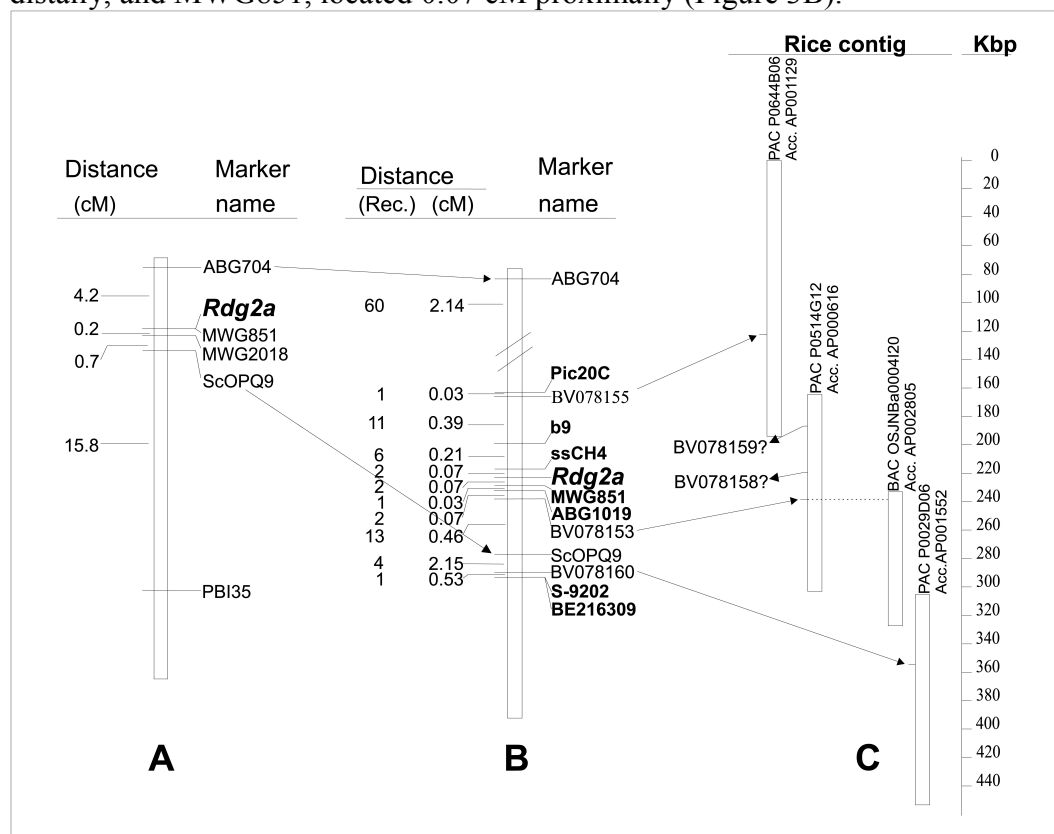 distally, and MWG851, located 0.07 cM proximally (Figure 3B).
Rice contig
Kbp
PAC P0644B06
Acc. AP001129
Distance
(cM)
Marker
name
Distance
(Rec.) (cM)
Marker
name
ABG704
4.2
Rdg2a
0.2
MWG851
MWG2018
0.7
ScOPQ9
15.8
PBI35
A
ABG704
60 2.14
Pic20C
1 0.03
BV078155
11 0.39
b9
6 0.21
ssCH4
2 0.07
Rdg2a
2 0.07
MWG851
1 0.03
ABG1019
2 0.07
BV078153
13 0.46
ScOPQ9
4 2.15
BV078160
1 0.53
S-9202
BE216309
B
PAC P0514G12
Acc. AP000616
BV078159?
BV078158?
BAC OSJNBa0004I20
Acc. AP002805
PAC P0029D06
Acc.AP001552
C
0
20
40
60
80
100
120
140
160
180
200
220
240
260
280
300
320
340
360
380
400
420
440